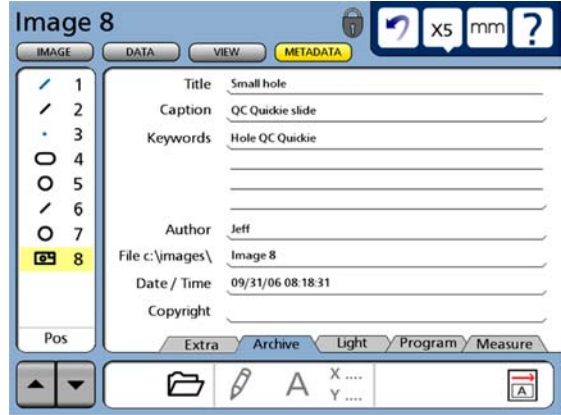 Image 8
X5 mm ?
IMAGE DATA VIEW METADATA
1
2
3
4
5
6
7
8
Pos
Title Small hole
Caption QC Quickie slide
Keywords Hole QC Quickie
Author Jeff
File c:\images\ Image 8
Date / Time 09/31/06 08:18:31
Copyright
Extra Archive Light Program Measure
A X ....
Y ....
A